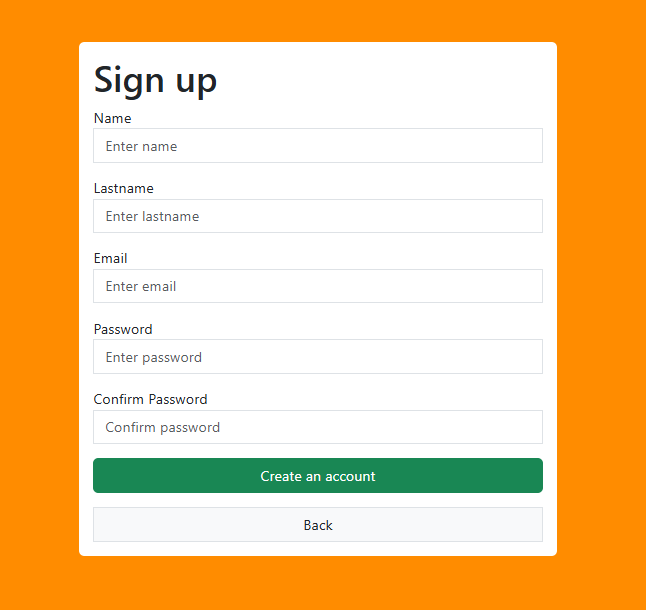 Sign up
Name
Enter name
Lastname
Enter lastname
Email
Enter email
Password
Enter password
Confirm Password
Confirm password
Create an account
Back